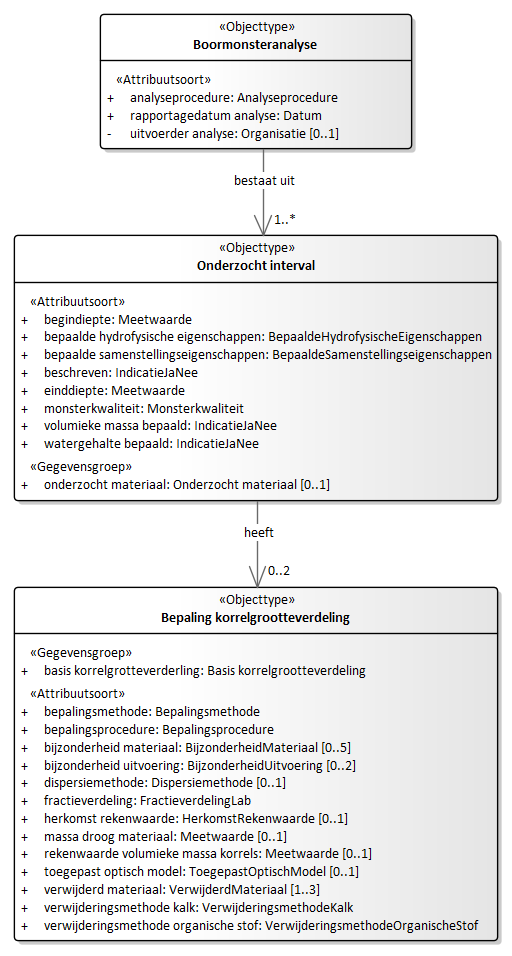 «Objecttype»
Boormonsteranalyse
«Attribuutsoort»
+ analyseprocedure: Analyseprocedure
+ rapportagedatum analyse: Datum
- uitvoerder analyse: Organisatie [0..1]
bestaat uit
1..*
«Objecttype»
Onderzocht interval
«Attribuutsoort»
+ begindiepte: Meetwaarde
+ bepaalde hydrofysische eigenschappen: BepaaldeHydrofysischeEigenschappen
+ bepaalde samenstellingseigenschappen: BepaaldeSamenstellingseigenschappen
+ beschreven: IndicatieJaNee
+ einddiepte: Meetwaarde
+ monsterkwaliteit: Monsterkwaliteit
+ volumieke massa bepaald: IndicatieJaNee
+ watergehalte bepaald: IndicatieJaNee
«Gegevensgroep»
+ onderzocht materiaal: Onderzocht materiaal [0..1]
heeft
0..2
«Objecttype»
Bepaling korrelgrootteverdeling
«Gegevensgroep»
+ basis korrelgrotteverderling: Basis korrelgrootteverdeling
«Attribuutsoort»
+ bepalingsmethode: Bepalingsmethode
+ bepalingsprocedure: Bepalingsprocedure
+ bijzonderheid materiaal: BijzonderheidMateriaal [0..5]
+ bijzonderheid uitvoering: BijzonderheidUitvoering [0..2]
+ dispersiemethode: Dispersiemethode [0..1]
+ fractieverdeling: FractieverdelingLab
+ herkomst rekenwaarde: HerkomstRekenwaarde [0..1]
+ massa droog materiaal: Meetwaarde [0..1]
+ rekenwaarde volumieke massa korrels: Meetwaarde [0..1]
+ toegepast optisch model: ToegepastOptischModel [0..1]
+ verwijderd materiaal: VerwijderdMateriaal [1..3]
+ verwijderingsmethode kalk: VerwijderingsmethodeKalk
+ verwijderingsmethode organische stof: VerwijderingsmethodeOrganischeStof